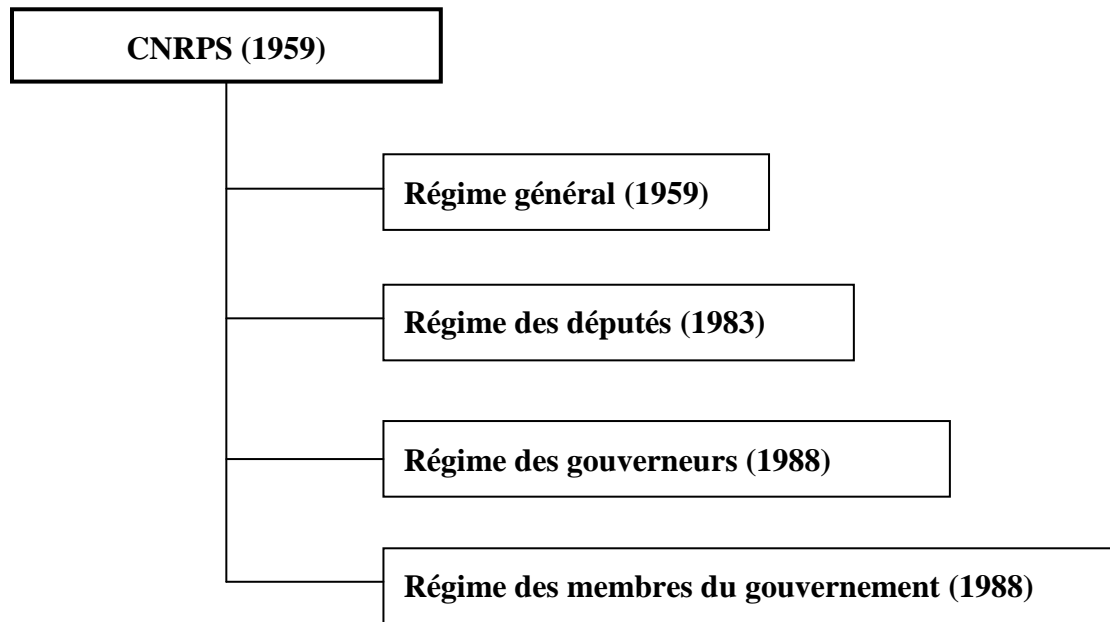 CNRPS (1959)
Régime général (1959)
Régime des députés (1983)
Régime des gouverneurs (1988)
Régime des membres du gouvernement (1988)